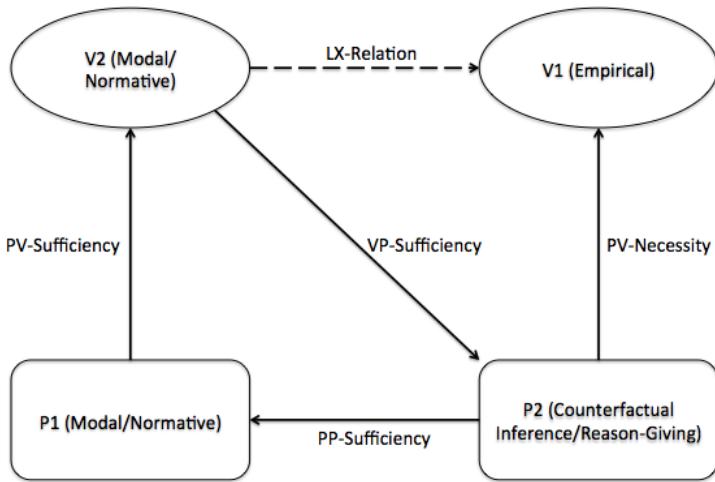 V2 (Modal/
Normative)
LX-Relation
V1 (Empirical)
PV-Sufficiency
VP-Sufficiency
PV-Necessity
P1 (Modal/Normative)
PP-Sufficiency
P2 (Counterfactual
Inference/Reason-Giving)